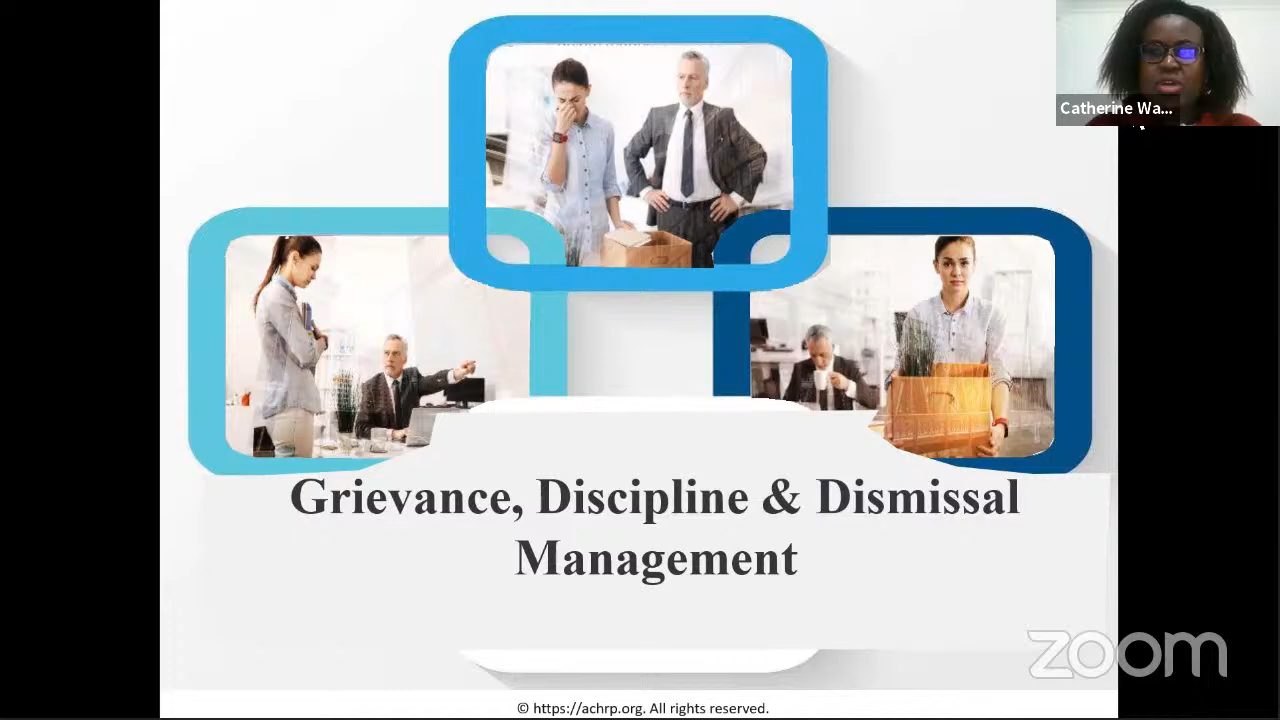 Catherine Wa...
Grievance, Discipline & Dismissal
Management
zoom
© https://achrp.org. All rights reserved.